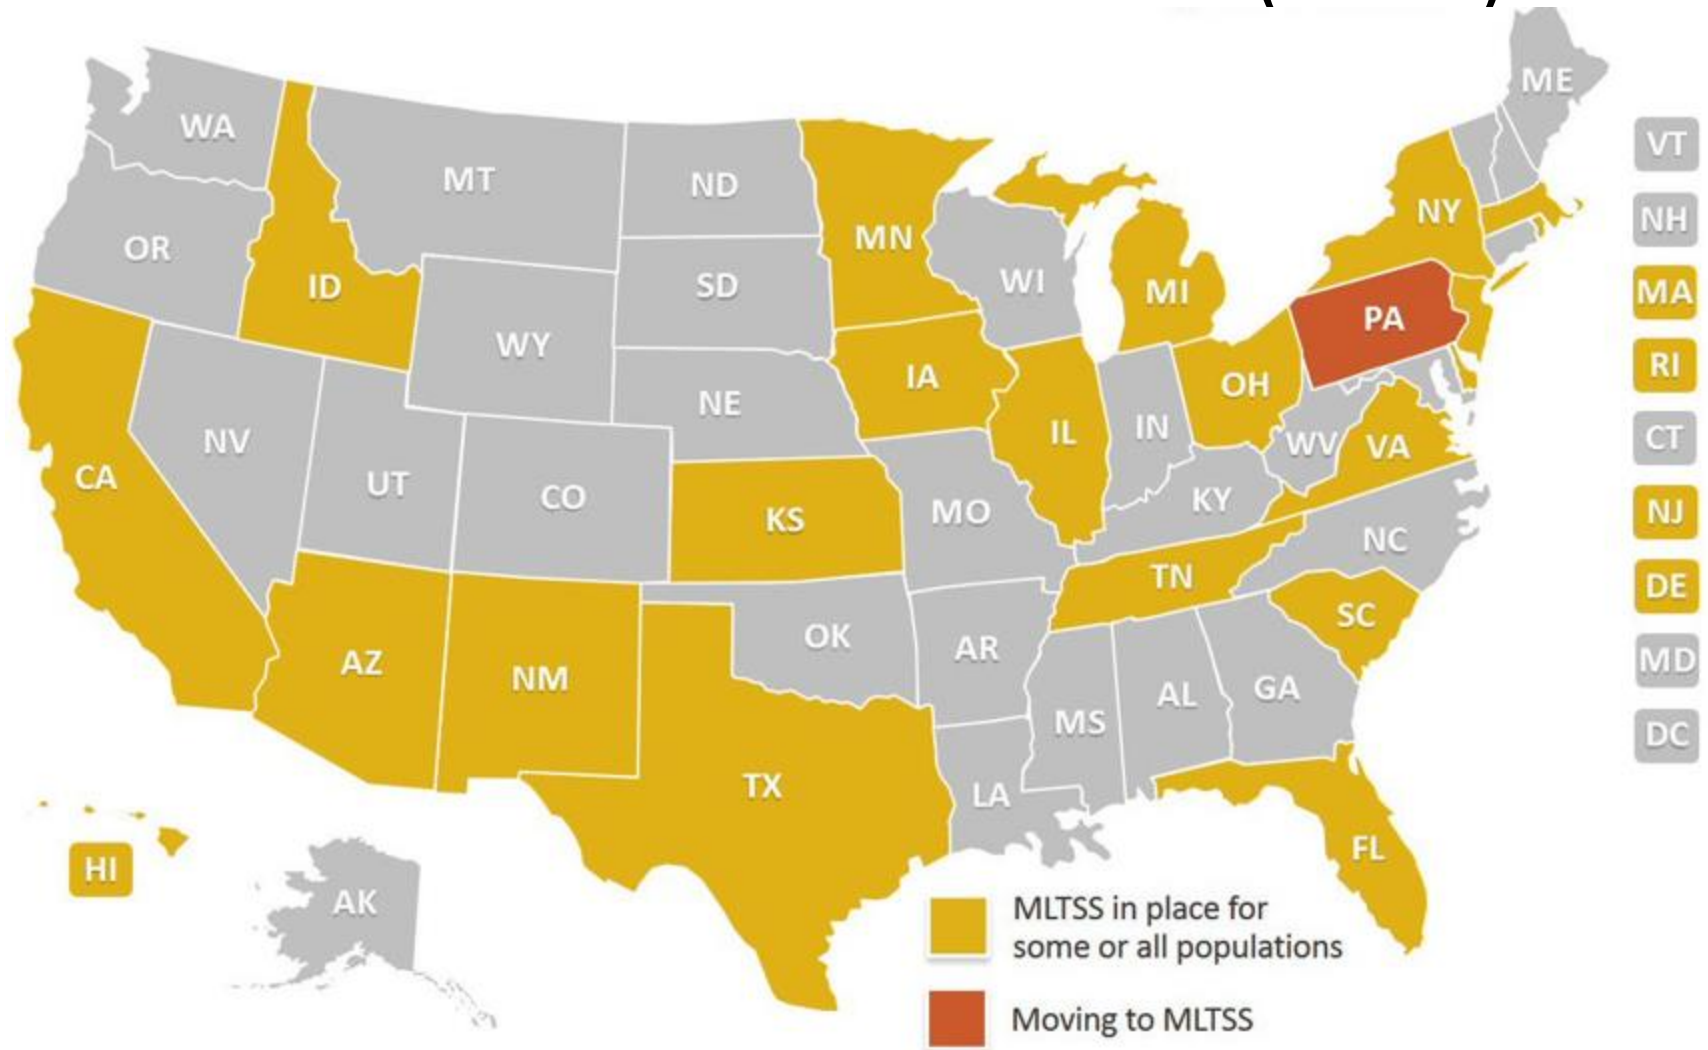 ME
WA
MT
ND
VT
MN
NY
NH
OR
ID
SD
WI
MI
MA
WY
PA
IA
OH
RI
NE
NV
IL
IN
WV
VA
CT
CA
UT
CO
KS
MO
KY
NJ
NC
TN
DE
OK
AR
SC
AZ
NM
MS
AL
GA
MD
DC
TX
LA
HI
FL
AK
MLTSS in place for
some or all populations
Moving to MLTSS